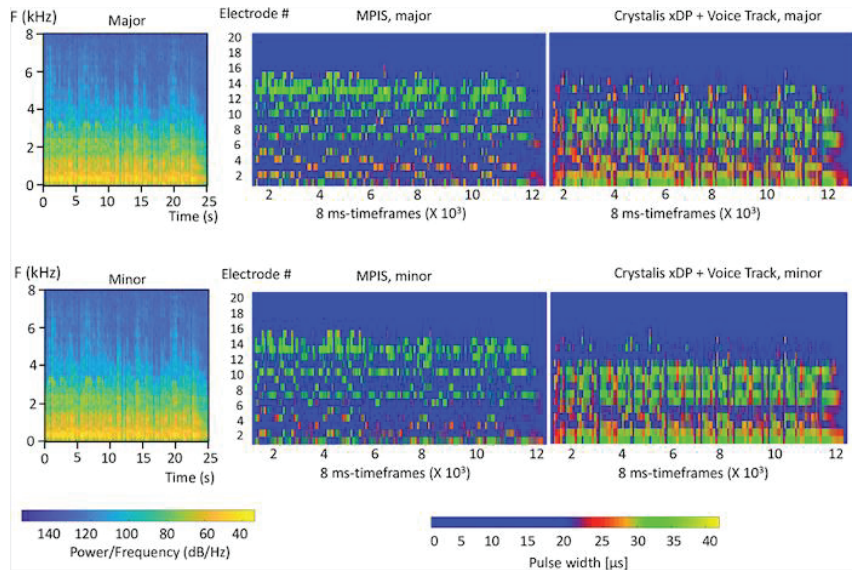 F (kHz) Major Electrode # MPIS, major Crystalis xDP + Voice Track, major
8
6
4
2
0
0 5 10 15 20 25
Time (s)
20
18
16
14
12
10
8
6
4
2
2 4 6 8 10 12
8 ms-timeframes (X 10³)
2 4 6 8 10 12
8 ms-timeframes (X 10³)
F (kHz) Minor Electrode # MPIS, minor Crystalis xDP + Voice Track, minor
8
6
4
2
0
0 5 10 15 20 25
Time (s)
20
18
16
14
12
10
8
6
4
2
2 4 6 8 10 12
8 ms-timeframes (X 10³)
2 4 6 8 10 12
8 ms-timeframes (X 10³)
140 120 100 80 60 40
Power/Frequency (dB/Hz)
0 5 10 15 20 25 30 35 40
Pulse width [µs]